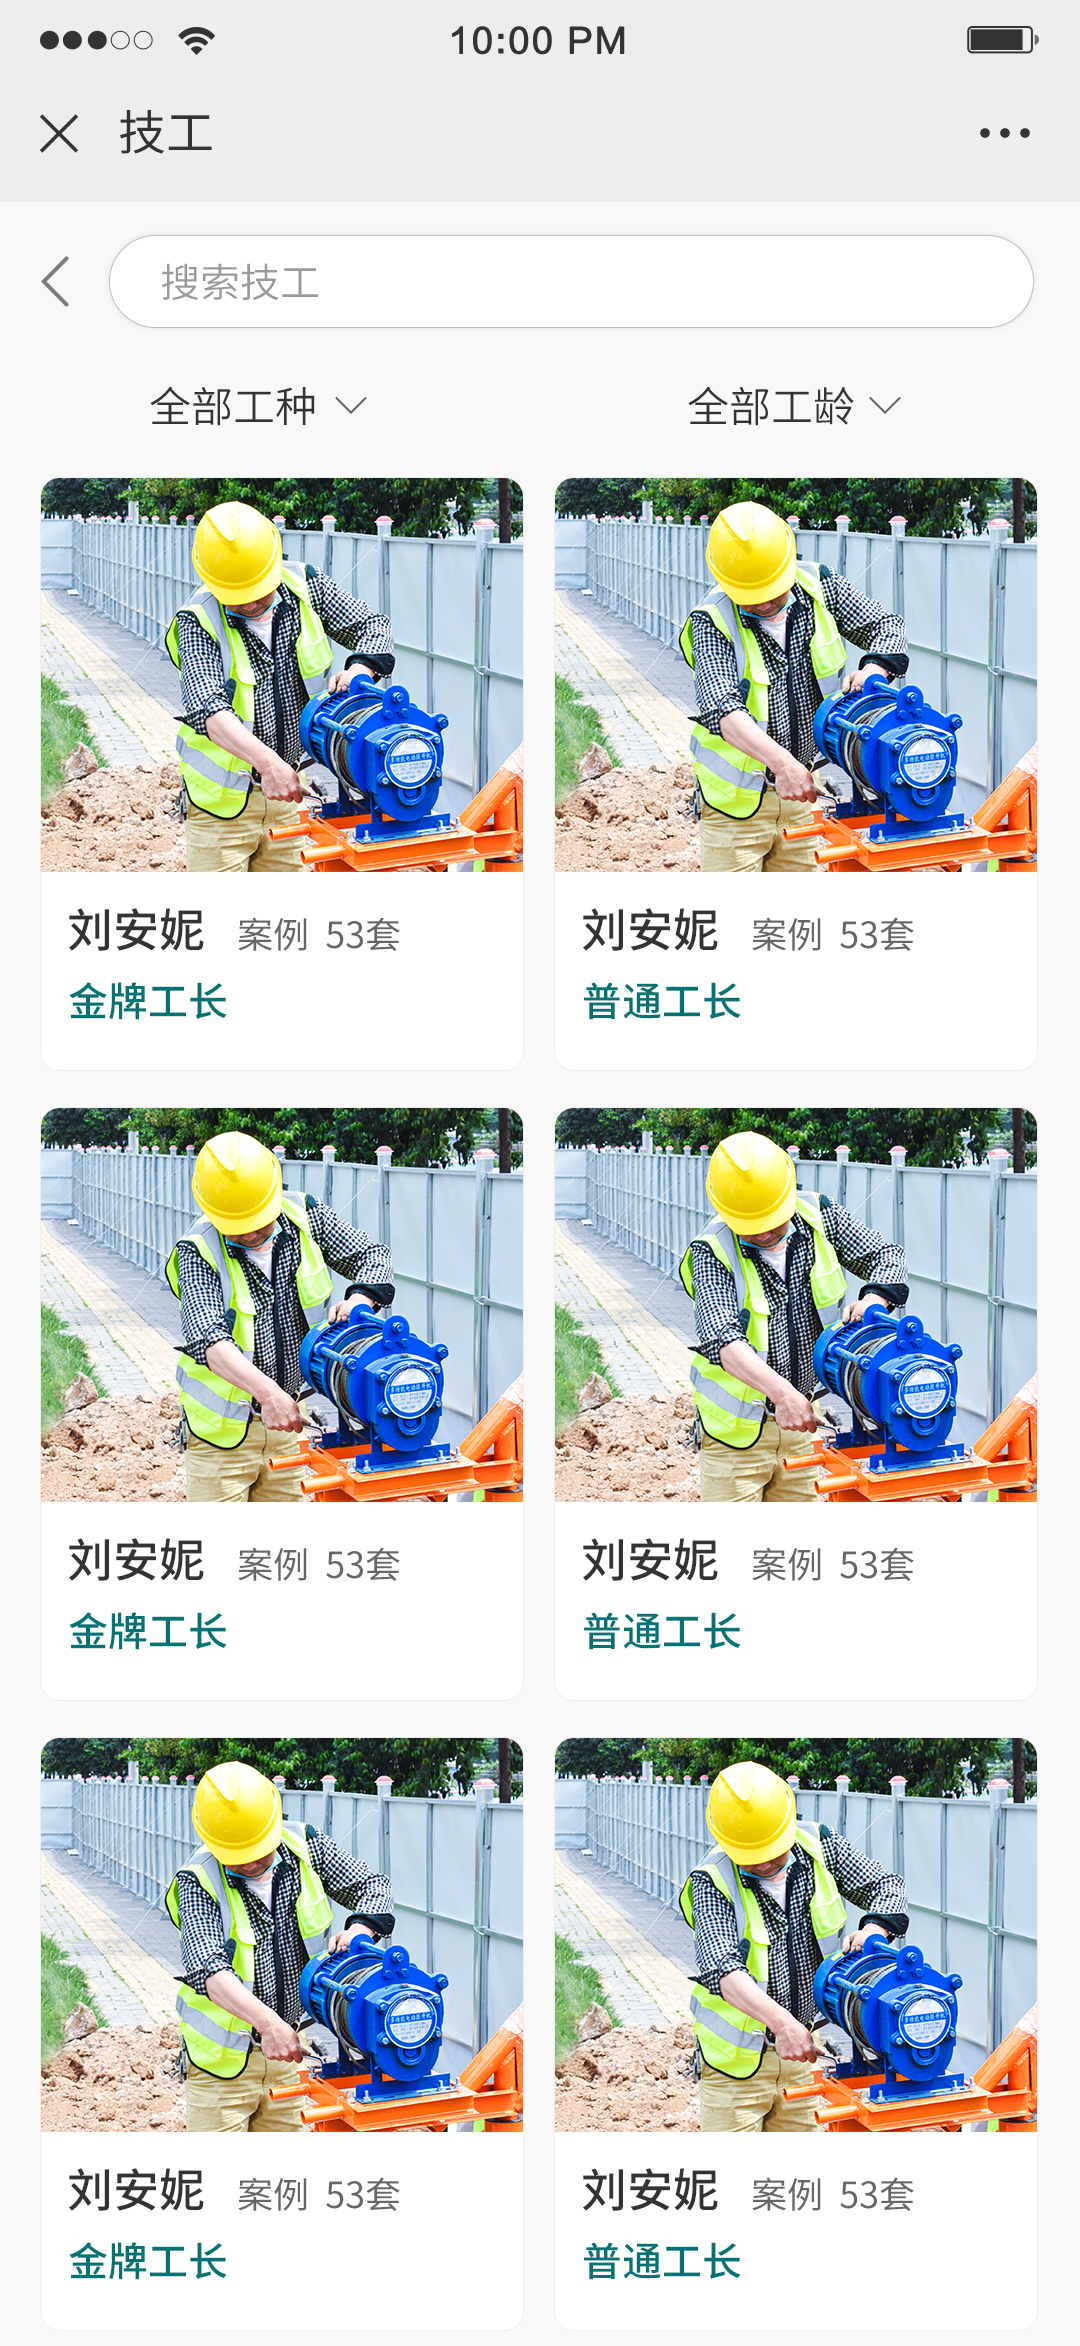 10:00 PM
技工
搜索技工
全部工种 全部工龄
刘安妮 案例 53套
金牌工长
刘安妮 案例 53套
普通工长
刘安妮 案例 53套
金牌工长
刘安妮 案例 53套
普通工长
刘安妮 案例 53套
金牌工长
刘安妮 案例 53套
普通工长